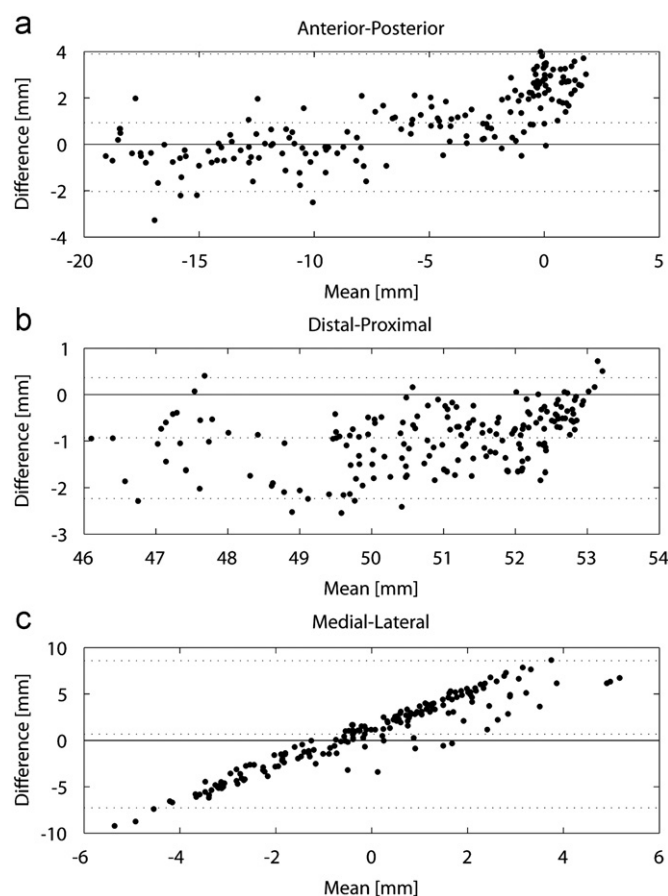 a
Anterior-Posterior
4
2
0
-2
-4
Difference [mm]
-20 -15 -10 -5 0 5
Mean [mm]
b
Distal-Proximal
1
0
-1
-2
-3
Difference [mm]
46 47 48 49 50 51 52 53 54
Mean [mm]
c
Medial-Lateral
10
5
0
-5
-10
Difference [mm]
-6 -4 -2 0 2 4 6
Mean [mm]